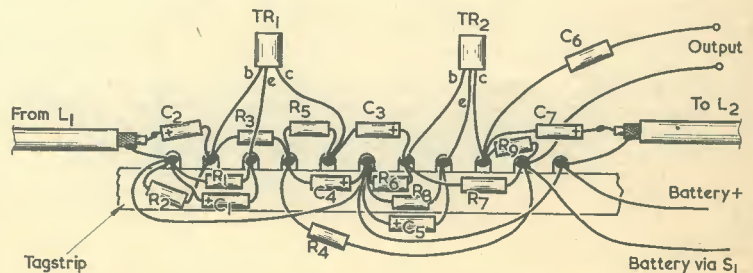 TR₁
TR₂
C₆
Output
b
e
c
b
e
c
From L₁
C₂
R₃
R₅
C₃
C₇
To L₂
R₉
R₁
R₂
C₁
C₄
R₆
R₈
R₇
C₅
R₄
Battery+
Tagstrip
Battery via S₁